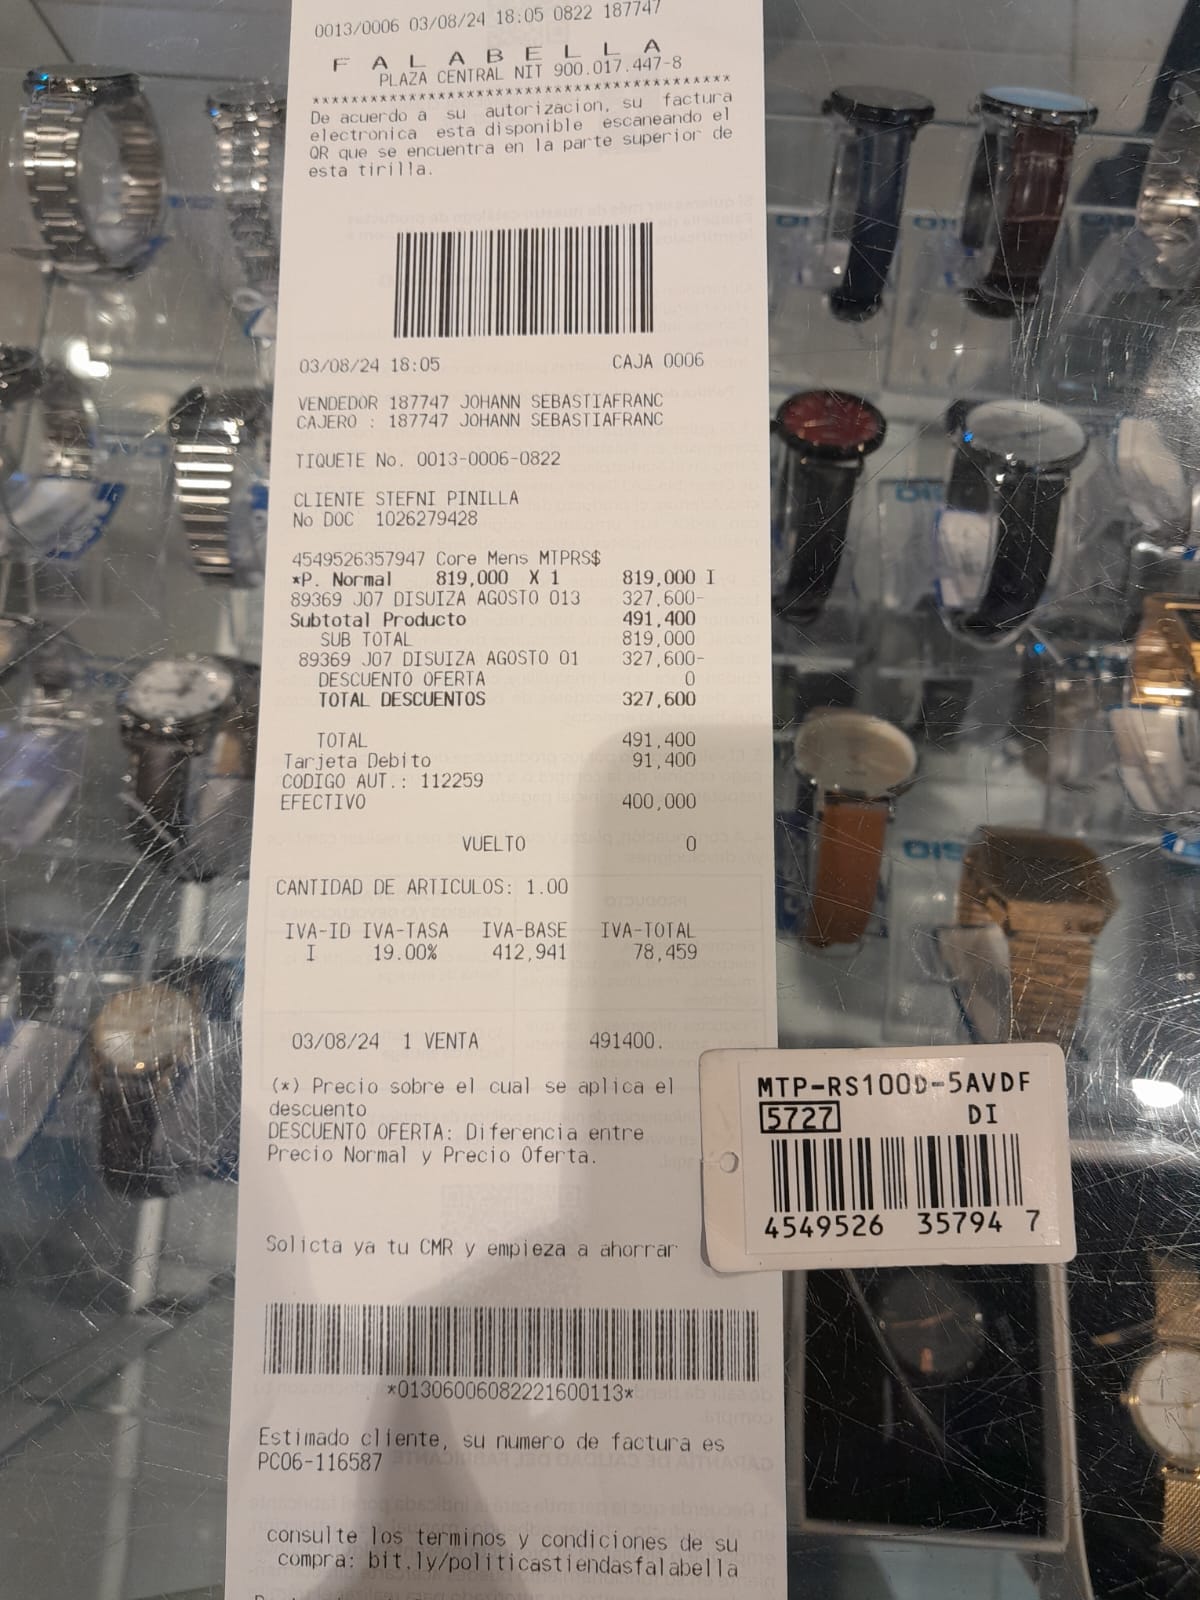 0013/0006 03/08/24 18:05 0822 187747
F A L A B E L L A
PLAZA CENTRAL NIT 900.017.447-8
******************************************
De acuerdo a su autorizacion, su factura
electronica esta disponible escaneando el
QR que se encuentra en la parte superior de
esta tirilla.
03/08/24 18:05 CAJA 0006
VENDEDOR 187747 JOHANN SEBASTIAFRANC
CAJERO : 187747 JOHANN SEBASTIAFRANC
TIQUETE No. 0013-0006-0822
CLIENTE STEFNI PINILLA
No DOC 1026279428
4549526357947 Core Mens MTPRS$
*P. Normal 819,000 X 1 819,000 I
89369 J07 DISUIZA AGOSTO 013 327,600-
Subtotal Producto 491,400
SUB TOTAL 819,000
89369 J07 DISUIZA AGOSTO 01 327,600-
DESCUENTO OFERTA 0
TOTAL DESCUENTOS 327,600
TOTAL 491,400
Tarjeta Debito 91,400
CODIGO AUT.: 112259
EFECTIVO 400,000
VUELTO 0
CANTIDAD DE ARTICULOS: 1.00
IVA-ID IVA-TASA IVA-BASE IVA-TOTAL
I 19.00% 412,941 78,459
03/08/24 1 VENTA 491400.
(*) Precio sobre el cual se aplica el
descuento
DESCUENTO OFERTA: Diferencia entre
Precio Normal y Precio Oferta.
Solicta ya tu CMR y empieza a ahorrar
*01306006082221600113*
Estimado cliente, su numero de factura es
PC06-116587
consulte los terminos y condiciones de su
compra: bit.ly/politicastiendasfalabella
MTP-RS100D-5AVDF
5727 DI
4549526 35794 7